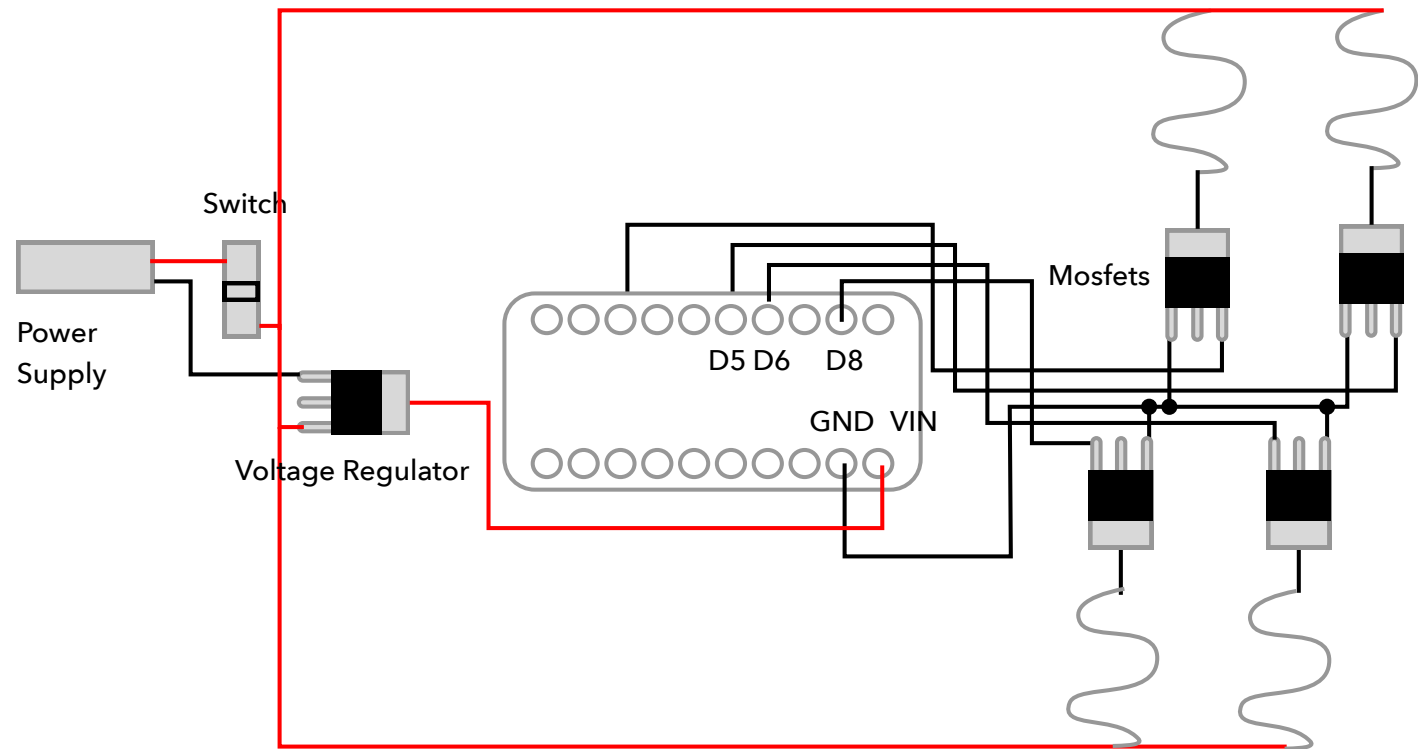 Switch
Mosfets
Power
Supply
D5 D6 D8
GND VIN
Voltage Regulator